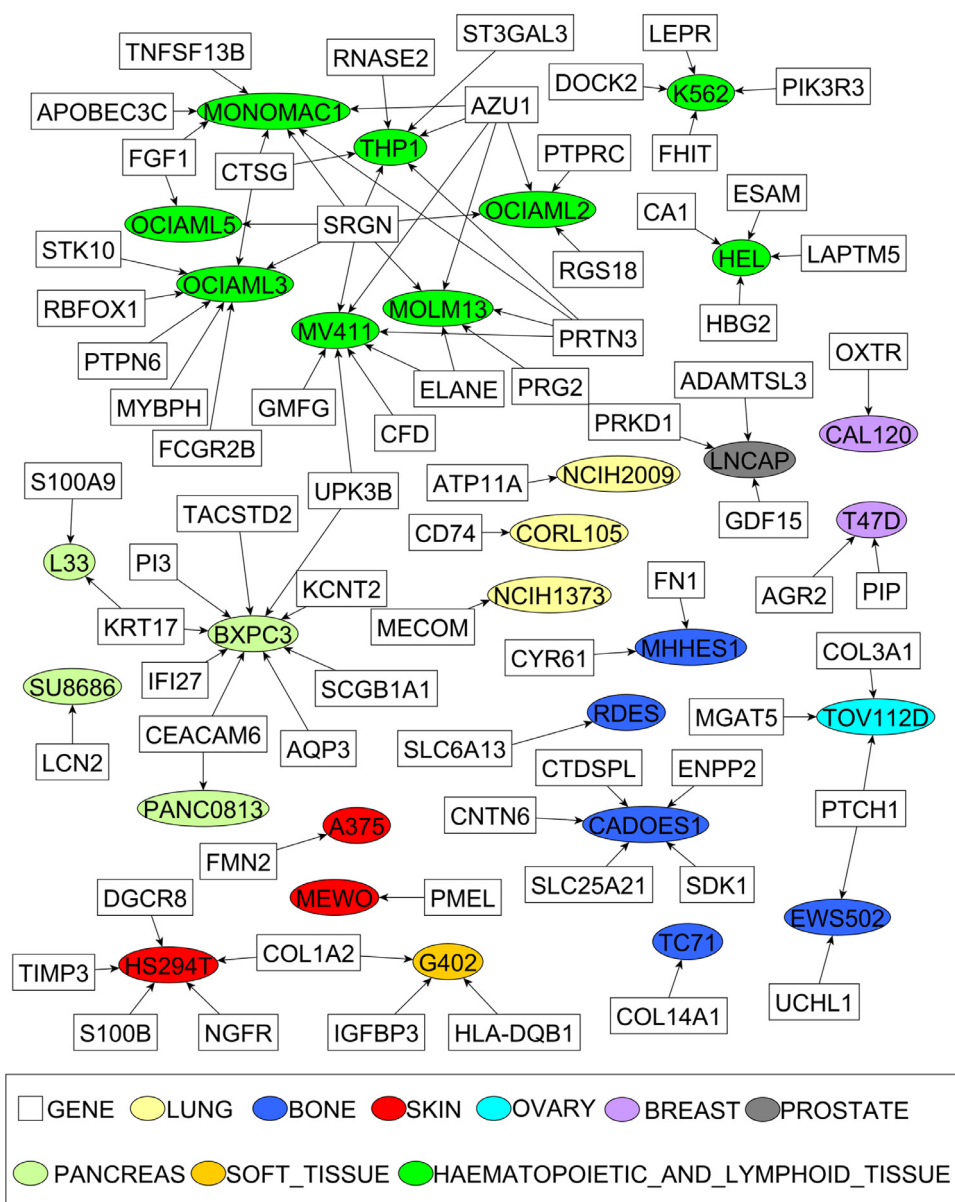 ST3GAL3
LEPR
TNFSF13B
RNASE2
DOCK2
K562
PIK3R3
APOBEC3C
MONOMAC1
AZU1
THP1
FGF1
CTSG
PTPRC
FHIT
OCIAML5
SRGN
OCIAML2
CA1
ESAM
STK10
OCIAML3
RGS18
HEL
LAPTM5
RBFOX1
MV411
MOLM13
PRTN3
HBG2
PTPN6
OXTR
MYBPH
GMFG
ELANE
PRG2
ADAMTSL3
FCGR2B
CFD
PRKD1
CAL120
LNCAP
S100A9
UPK3B
ATP11A
NCIH2009
TACSTD2
GDF15
T47D
L33
PI3
CD74
CORL105
KCNT2
FN1
AGR2
PIP
KRT17
BXPC3
MECOM
NCIH1373
CYR61
MHHES1
COL3A1
SU8686
IFI27
SCGB1A1
RDES
MGAT5
TOV112D
LCN2
CEACAM6
AQP3
SLC6A13
CTDSPL
ENPP2
PANC0813
A375
CNTN6
CADOES1
PTCH1
FMN2
SLC25A21
SDK1
DGCR8
MEWO
PMEL
EWS502
TIMP3
HS294T
COL1A2
G402
TC71
UCHL1
S100B
NGFR
IGFBP3
HLA-DQB1
COL14A1
GENE LUNG BONE SKIN OVARY BREAST PROSTATE
PANCREAS SOFT_TISSUE HAEMATOPOIETIC_AND_LYMPHOID_TISSUE